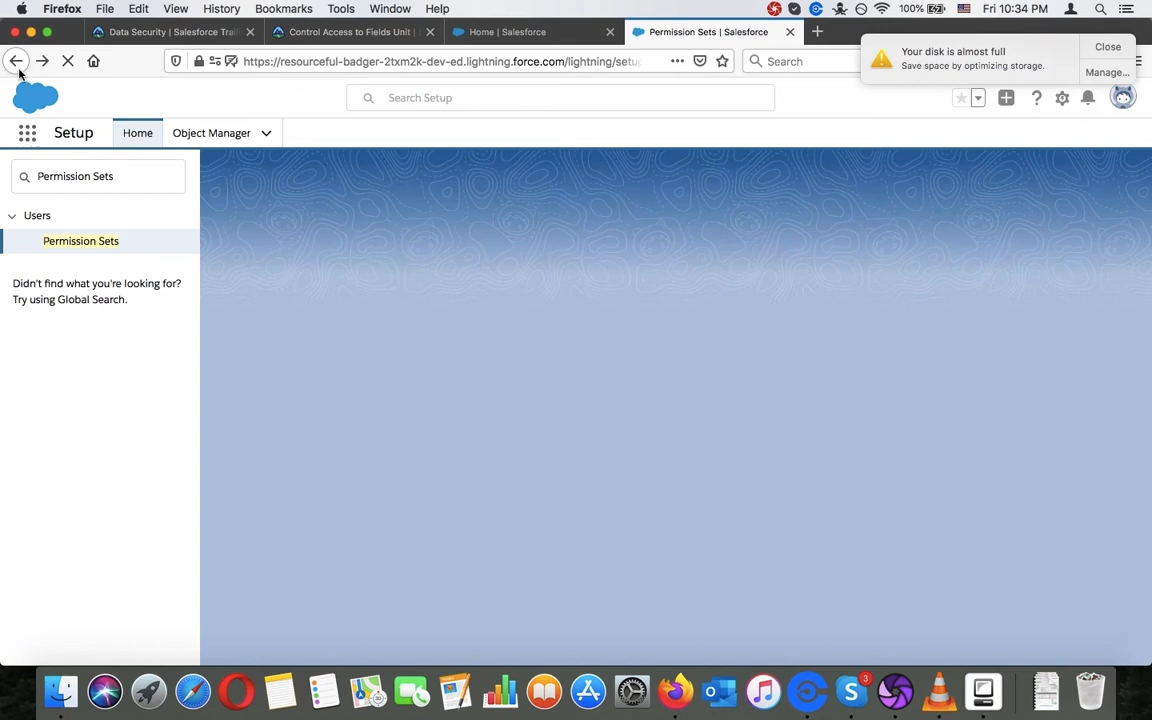 Firefox File Edit View History Bookmarks Tools Window Help 100% Fri 10:34 PM
Data Security | Salesforce Trail
Control Access to Fields Unit |
Home | Salesforce
Permission Sets | Salesforce
https://resourceful-badger-2txm2k-dev-ed.lightning.force.com/lightning/setu
Search
Your disk is almost full
Save space by optimizing storage.
Close
Manage...
Search Setup
Setup Home Object Manager
Permission Sets
Users
Permission Sets
Didn't find what you're looking for?
Try using Global Search.
3